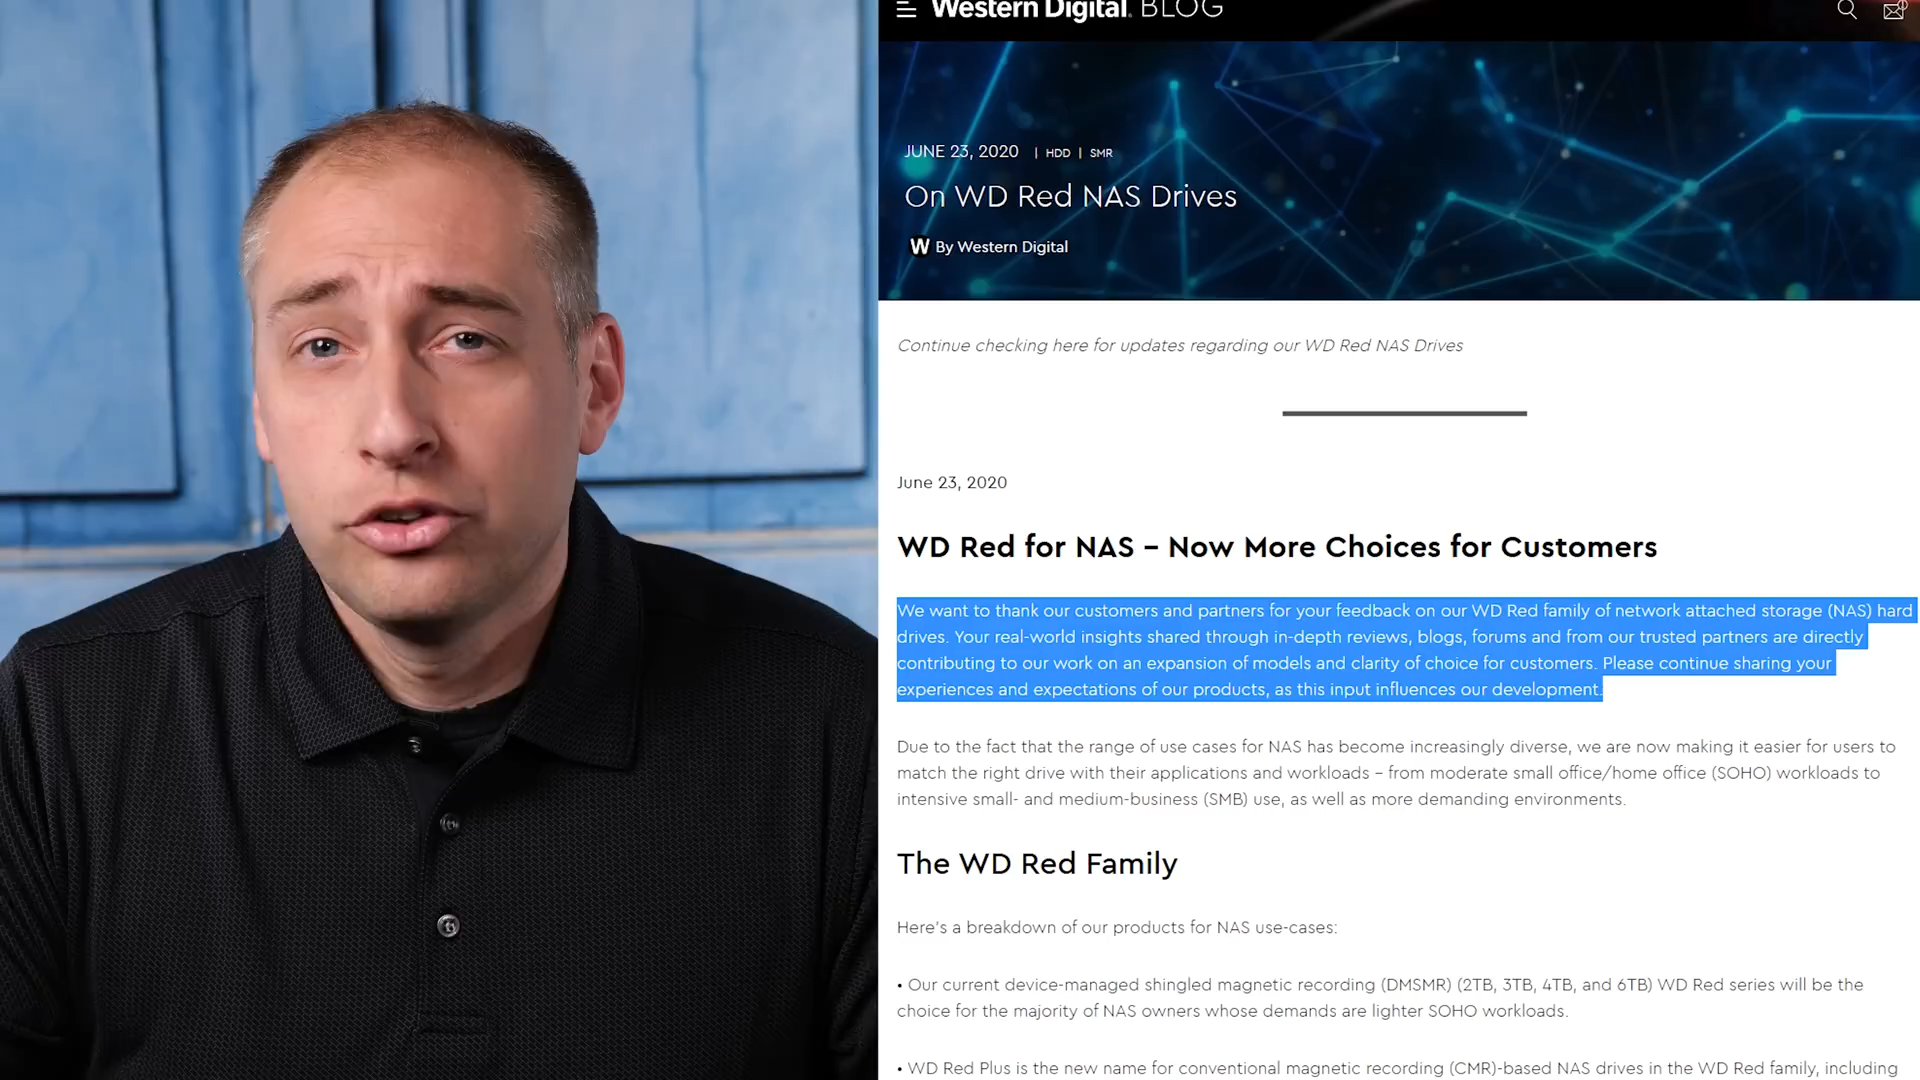 Western Digital. BLOG
JUNE 23, 2020 | HDD | SMR
On WD Red NAS Drives
W By Western Digital
Continue checking here for updates regarding our WD Red NAS Drives
June 23, 2020
WD Red for NAS – Now More Choices for Customers
We want to thank our customers and partners for your feedback on our WD Red family of network attached storage (NAS) hard
drives. Your real-world insights shared through in-depth reviews, blogs, forums and from our trusted partners are directly
contributing to our work on an expansion of models and clarity of choice for customers. Please continue sharing your
experiences and expectations of our products, as this input influences our development.
Due to the fact that the range of use cases for NAS has become increasingly diverse, we are now making it easier for users to
match the right drive with their applications and workloads – from moderate small office/home office (SOHO) workloads to
intensive small- and medium-business (SMB) use, as well as more demanding environments.
The WD Red Family
Here's a breakdown of our products for NAS use-cases:
• Our current device-managed shingled magnetic recording (DMSMR) (2TB, 3TB, 4TB, and 6TB) WD Red series will be the
choice for the majority of NAS owners whose demands are lighter SOHO workloads.
• WD Red Plus is the new name for conventional magnetic recording (CMR)-based NAS drives in the WD Red family, including